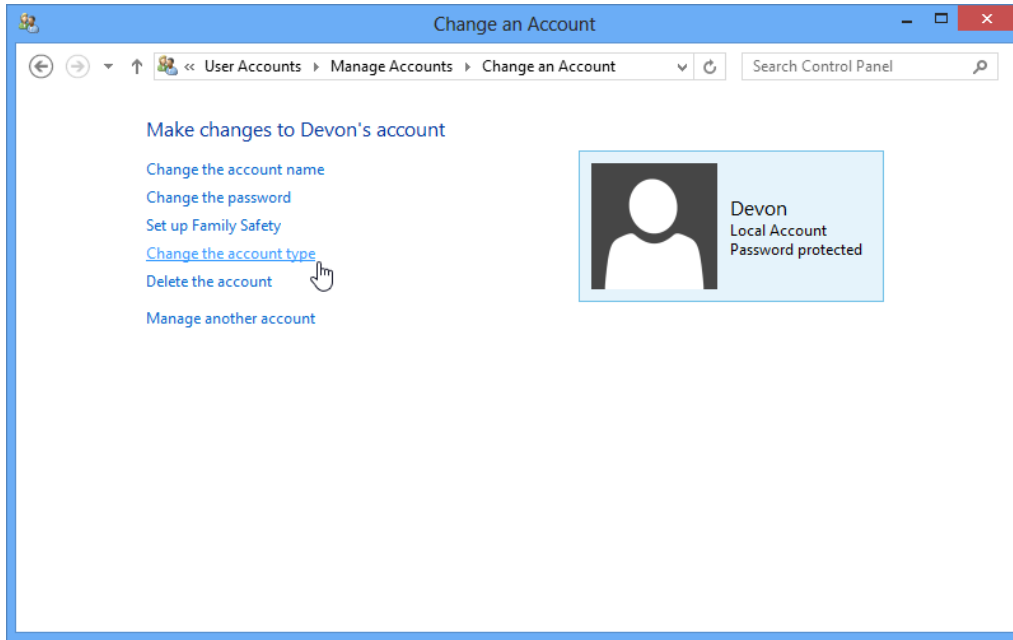 Change an Account
« User Accounts Manage Accounts Change an Account
Search Control Panel
Make changes to Devon's account
Change the account name
Change the password
Set up Family Safety
Change the account type
Delete the account
Manage another account
Devon
Local Account
Password protected